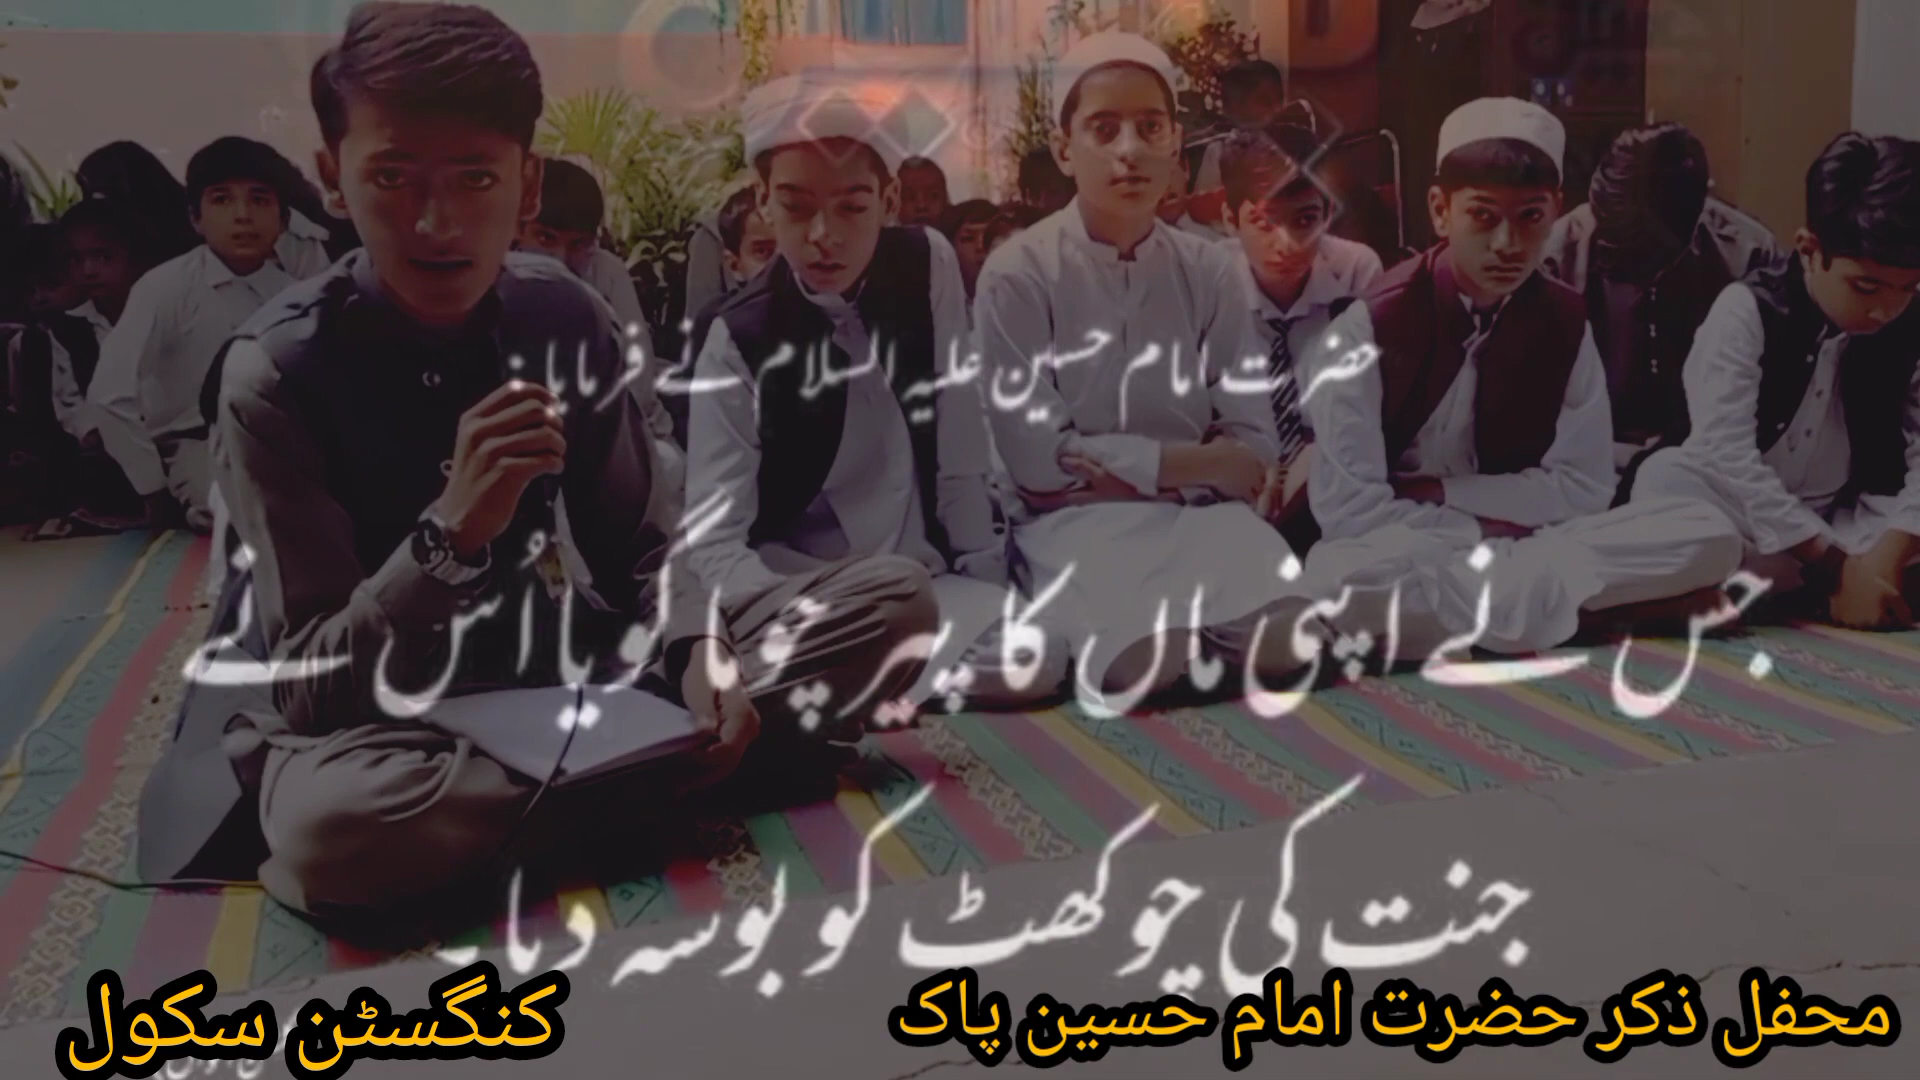 حضرت امام حسین علیہ السلام نے فرمایا:
جس نے اپنی ماں کا پیر چوما گویا اُس نے
جنت کی چوکھٹ کو بوسہ دیا۔
محفل ذکر حضرت امام حسین پاک
کنگسٹن سکول